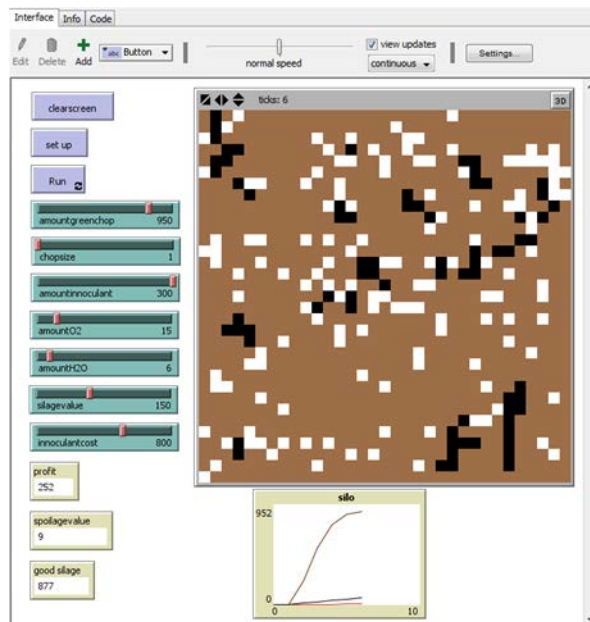 Interface Info Code
Edit Delete Add abc Button normal speed view updates continuous Settings...
ticks: 6 3D
clearscreen
set up
Run
amountgreenchop 950
chopsize 1
amountinnoculant 300
amountO2 15
amountH2O 6
silagevalue 150
innoculantcost 800
profit
252
spoilagevalue
9
good silage
877
silo
952
0
0 10